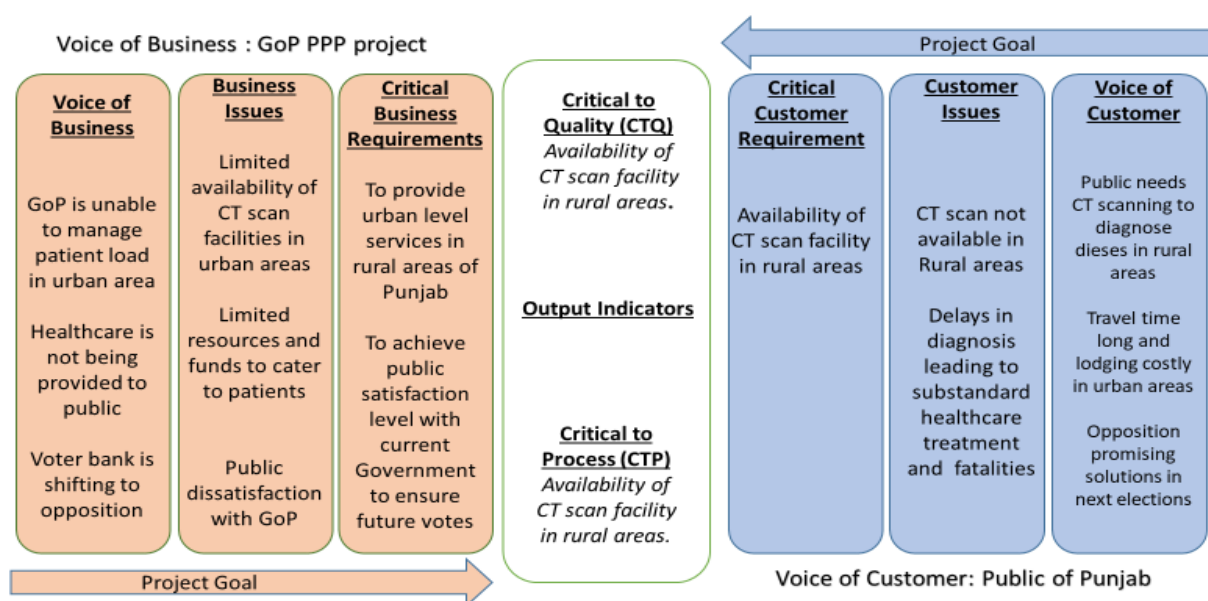 Voice of Business : GoP PPP project
Project Goal
Voice of
Business
GoP is unable
to manage
patient load
in urban area
Healthcare is
not being
provided to
public
Voter bank is
shifting to
opposition
Business
Issues
Limited
availability of
CT scan
facilities in
urban areas
Limited
resources and
funds to cater
to patients
Public
dissatisfaction
with GoP
Critical
Business
Requirements
To provide
urban level
services in
rural areas of
Punjab
To achieve
public
satisfaction
level with
current
Government
to ensure
future votes
Critical to
Quality (CTQ)
Availability of
CT scan facility
in rural areas.
Output Indicators
Critical to
Process (CTP)
Availability of
CT scan facility
in rural areas.
Critical
Customer
Requirement
Availability of
CT scan facility
in rural areas
Customer
Issues
CT scan not
available in
Rural areas
Delays in
diagnosis
leading to
substandard
healthcare
treatment
and fatalities
Voice of
Customer
Public needs
CT scanning to
diagnose
dieses in rural
areas
Travel time
long and
lodging costly
in urban areas
Opposition
promising
solutions in
next elections
Project Goal
Voice of Customer: Public of Punjab